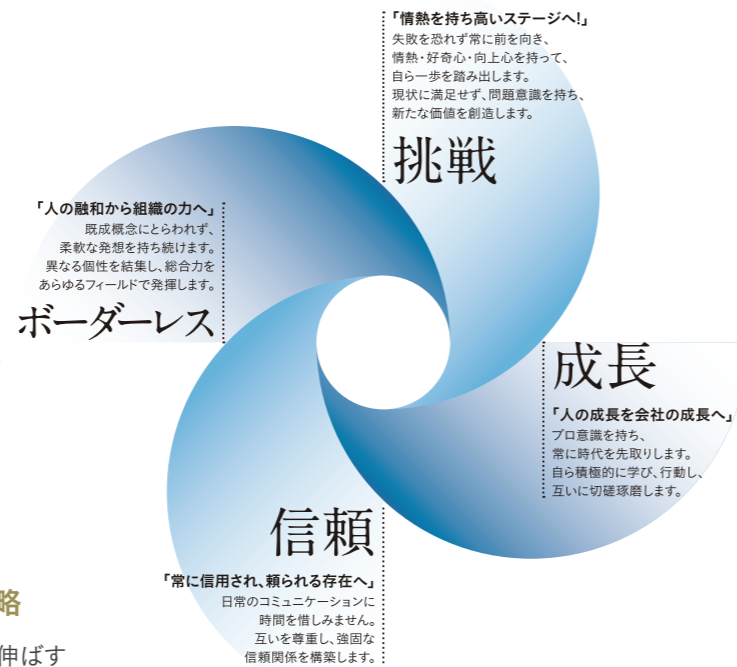 「情熱を持ち高いステージへ!」
失敗を恐れず常に前を向き、
情熱・好奇心・向上心を持って、
自ら一歩を踏み出します。
現状に満足せず、問題意識を持ち、
新たな価値を創造します。
挑戦
「人の融和から組織の力へ」
既成概念にとらわれず、
柔軟な発想を持ち続けます。
異なる個性を結集し、総合力を
あらゆるフィールドで発揮します。
ボーダーレス
成長
「人の成長を会社の成長へ」
プロ意識を持ち、
常に時代を先取りします。
自ら積極的に学び、行動し、
互いに切磋琢磨します。
信頼
「常に信用され、頼られる存在へ」
日常のコミュニケーションに
時間を惜しみません。
互いを尊重し、強固な
信頼関係を構築します。
略
伸ばす